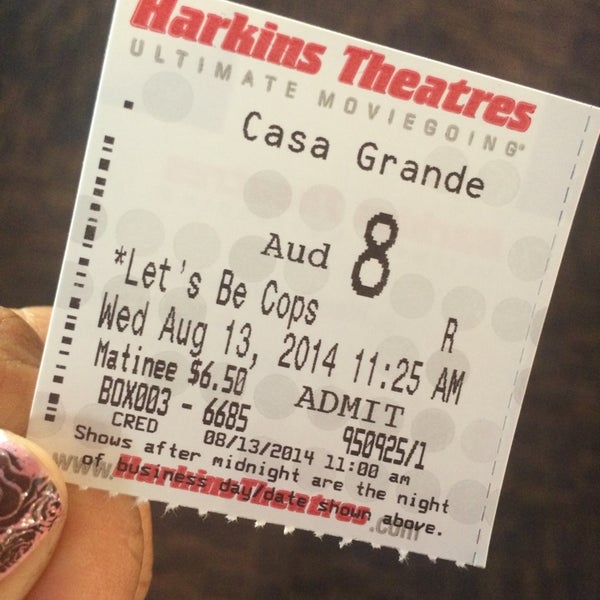 Harkins Theatres
ULTIMATE MOVIEGOING®
Casa Grande
Aud 8
*Let's Be Cops R
Wed Aug 13, 2014 11:25 AM
Matinee $6.50 ADMIT
BOX003 - 6685 950925/1
CRED 08/13/2014 11:00 am
Shows after midnight are the night
of business day/date shown above.
www.HarkinsTheatres.com